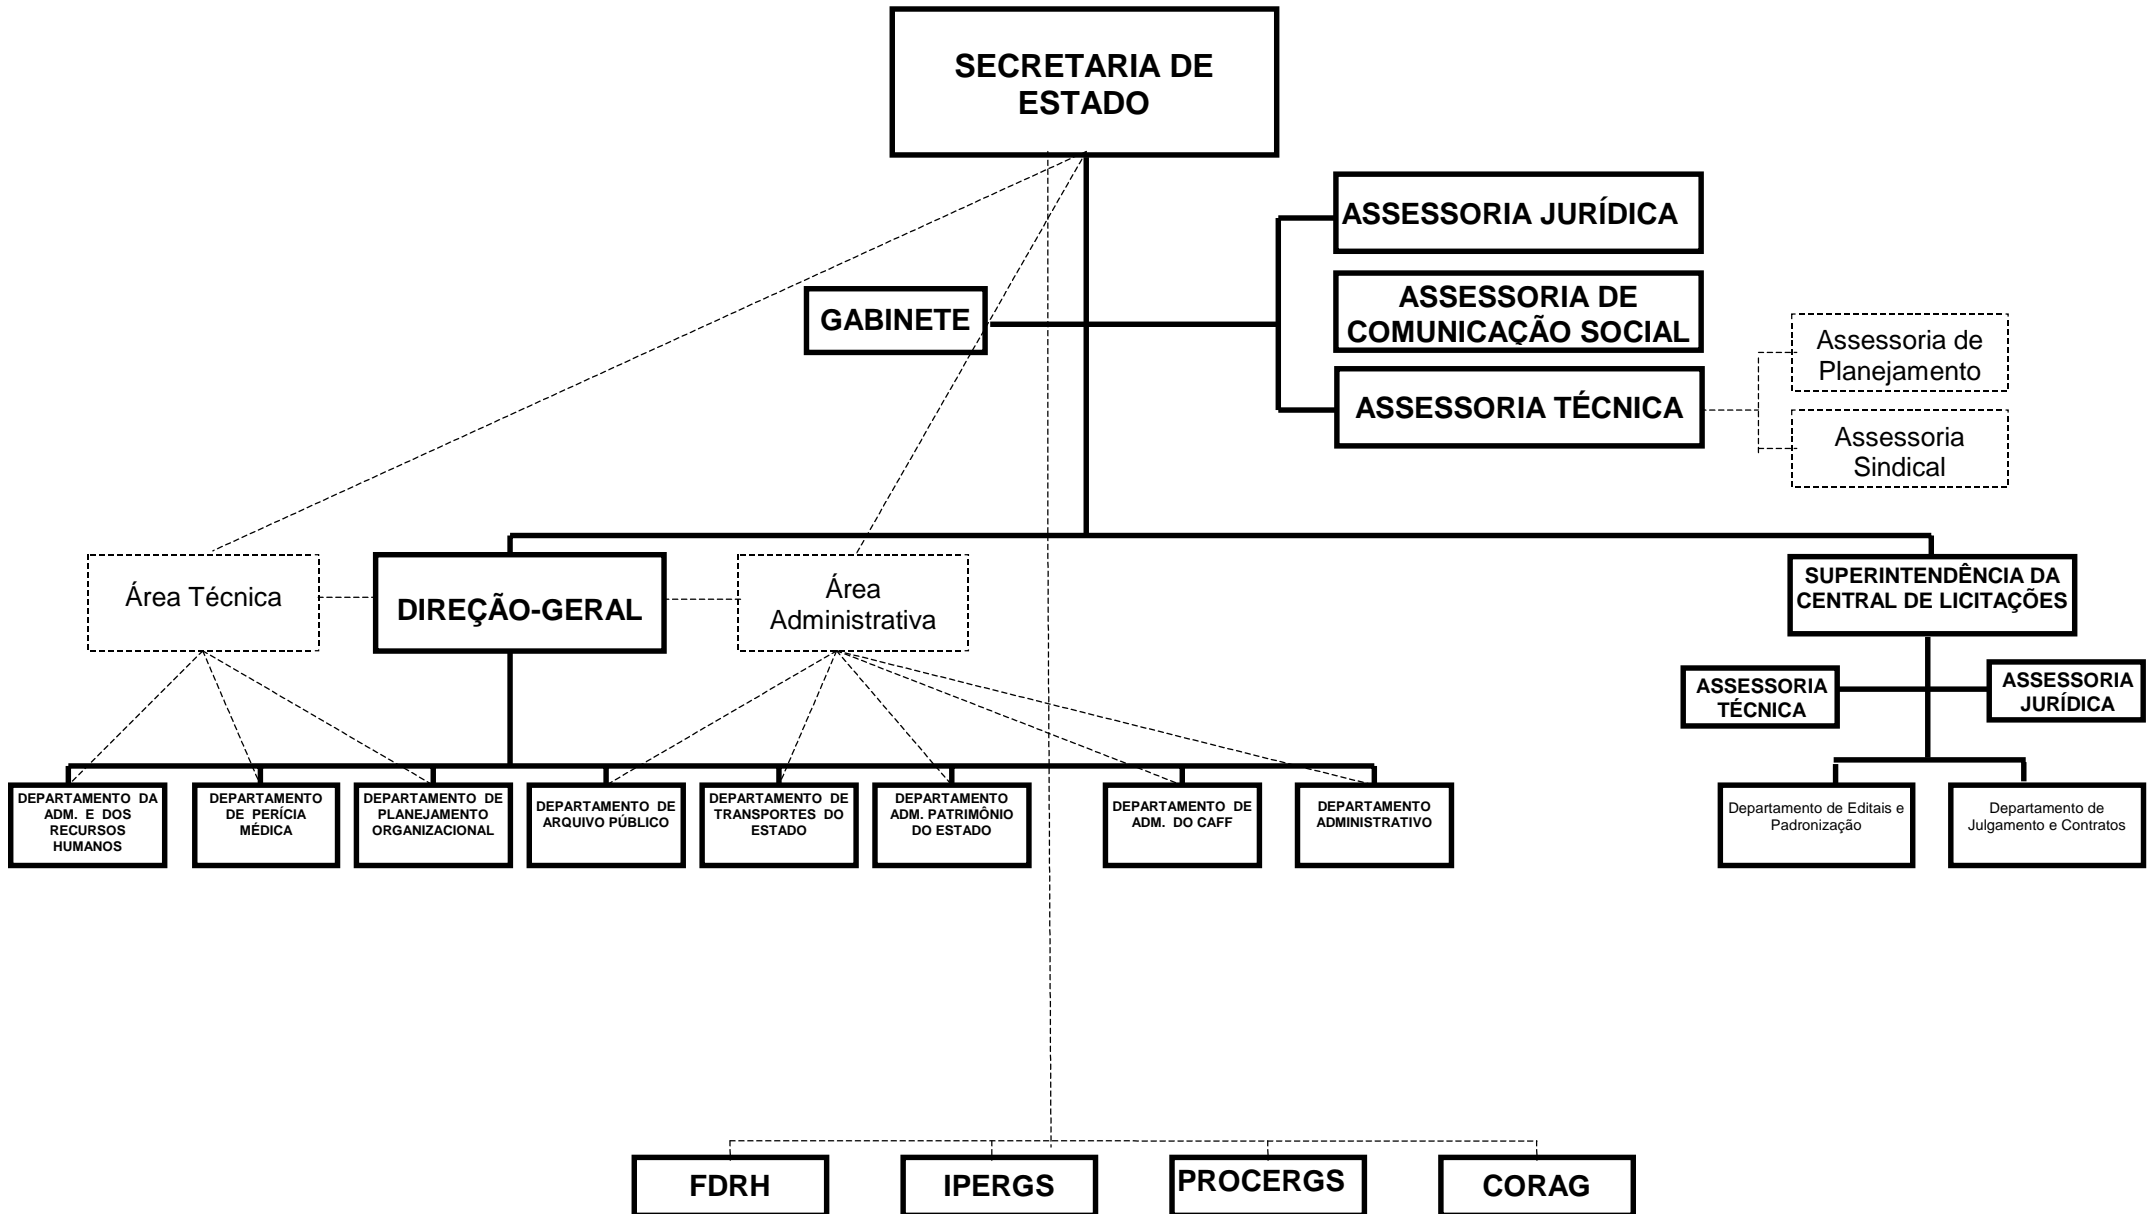 SECRETARIA DE
ESTADO
ASSESSORIA JURÍDICA
ASSESSORIA DE
COMUNICAÇÃO SOCIAL
GABINETE
ASSESSORIA TÉCNICA
Assessoria de
Planejamento
Assessoria
Sindical
Área Técnica
DIREÇÃO-GERAL
Área
Administrativa
SUPERINTENDÊNCIA DA
CENTRAL DE LICITAÇÕES
ASSESSORIA
TÉCNICA
ASSESSORIA
JURÍDICA
DEPARTAMENTO DA
ADM. E DOS
RECURSOS
HUMANOS
DEPARTAMENTO
DE PERÍCIA
MÉDICA
DEPARTAMENTO DE
PLANEJAMENTO
ORGANIZACIONAL
DEPARTAMENTO DE
ARQUIVO PÚBLICO
DEPARTAMENTO DE
TRANSPORTES DO
ESTADO
DEPARTAMENTO
ADM. PATRIMÔNIO
DO ESTADO
DEPARTAMENTO DE
ADM. DO CAFF
DEPARTAMENTO
ADMINISTRATIVO
Departamento de Editais e
Padronização
Departamento de
Julgamento e Contratos
FDRH
IPERGS
PROCERGS
CORAG